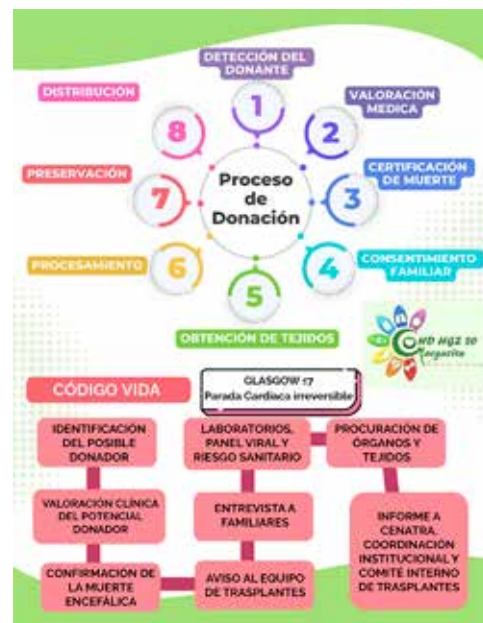 DETECCIÓN DEL
DONANTE
1
VALORACIÓN
MEDICA
2
CERTIFICACIÓN
DE MUERTE
3
CONSENTIMIENTO
FAMILIAR
4
OBTENCIÓN DE TEJIDOS
5
PROCESAMIENTO
6
PRESERVACIÓN
7
DISTRIBUCIÓN
8
Proceso
de
Donación
HGZ 50
CÓDIGO VIDA
GLASGOW
Parada Cardiaca irreversible
IDENTIFICACIÓN
DEL POSIBLE
DONADOR
VALORACIÓN CLÍNICA
DEL POTENCIAL
DONADOR
CONFIRMACIÓN DE
LA MUERTE
ENCEFÁLICA
AVISO AL EQUIPO
DE TRASPLANTES
ENTREVISTA A
FAMILIARES
LABORATORIOS,
PANEL VIRAL Y
RIESGO SANITARIO
PROCURACIÓN DE
ÓRGANOS Y
TEJIDOS
INFORME A
CENATRA,
COORDINACIÓN
INSTITUCIONAL Y
COMITÉ INTERNO
DE TRASPLANTES